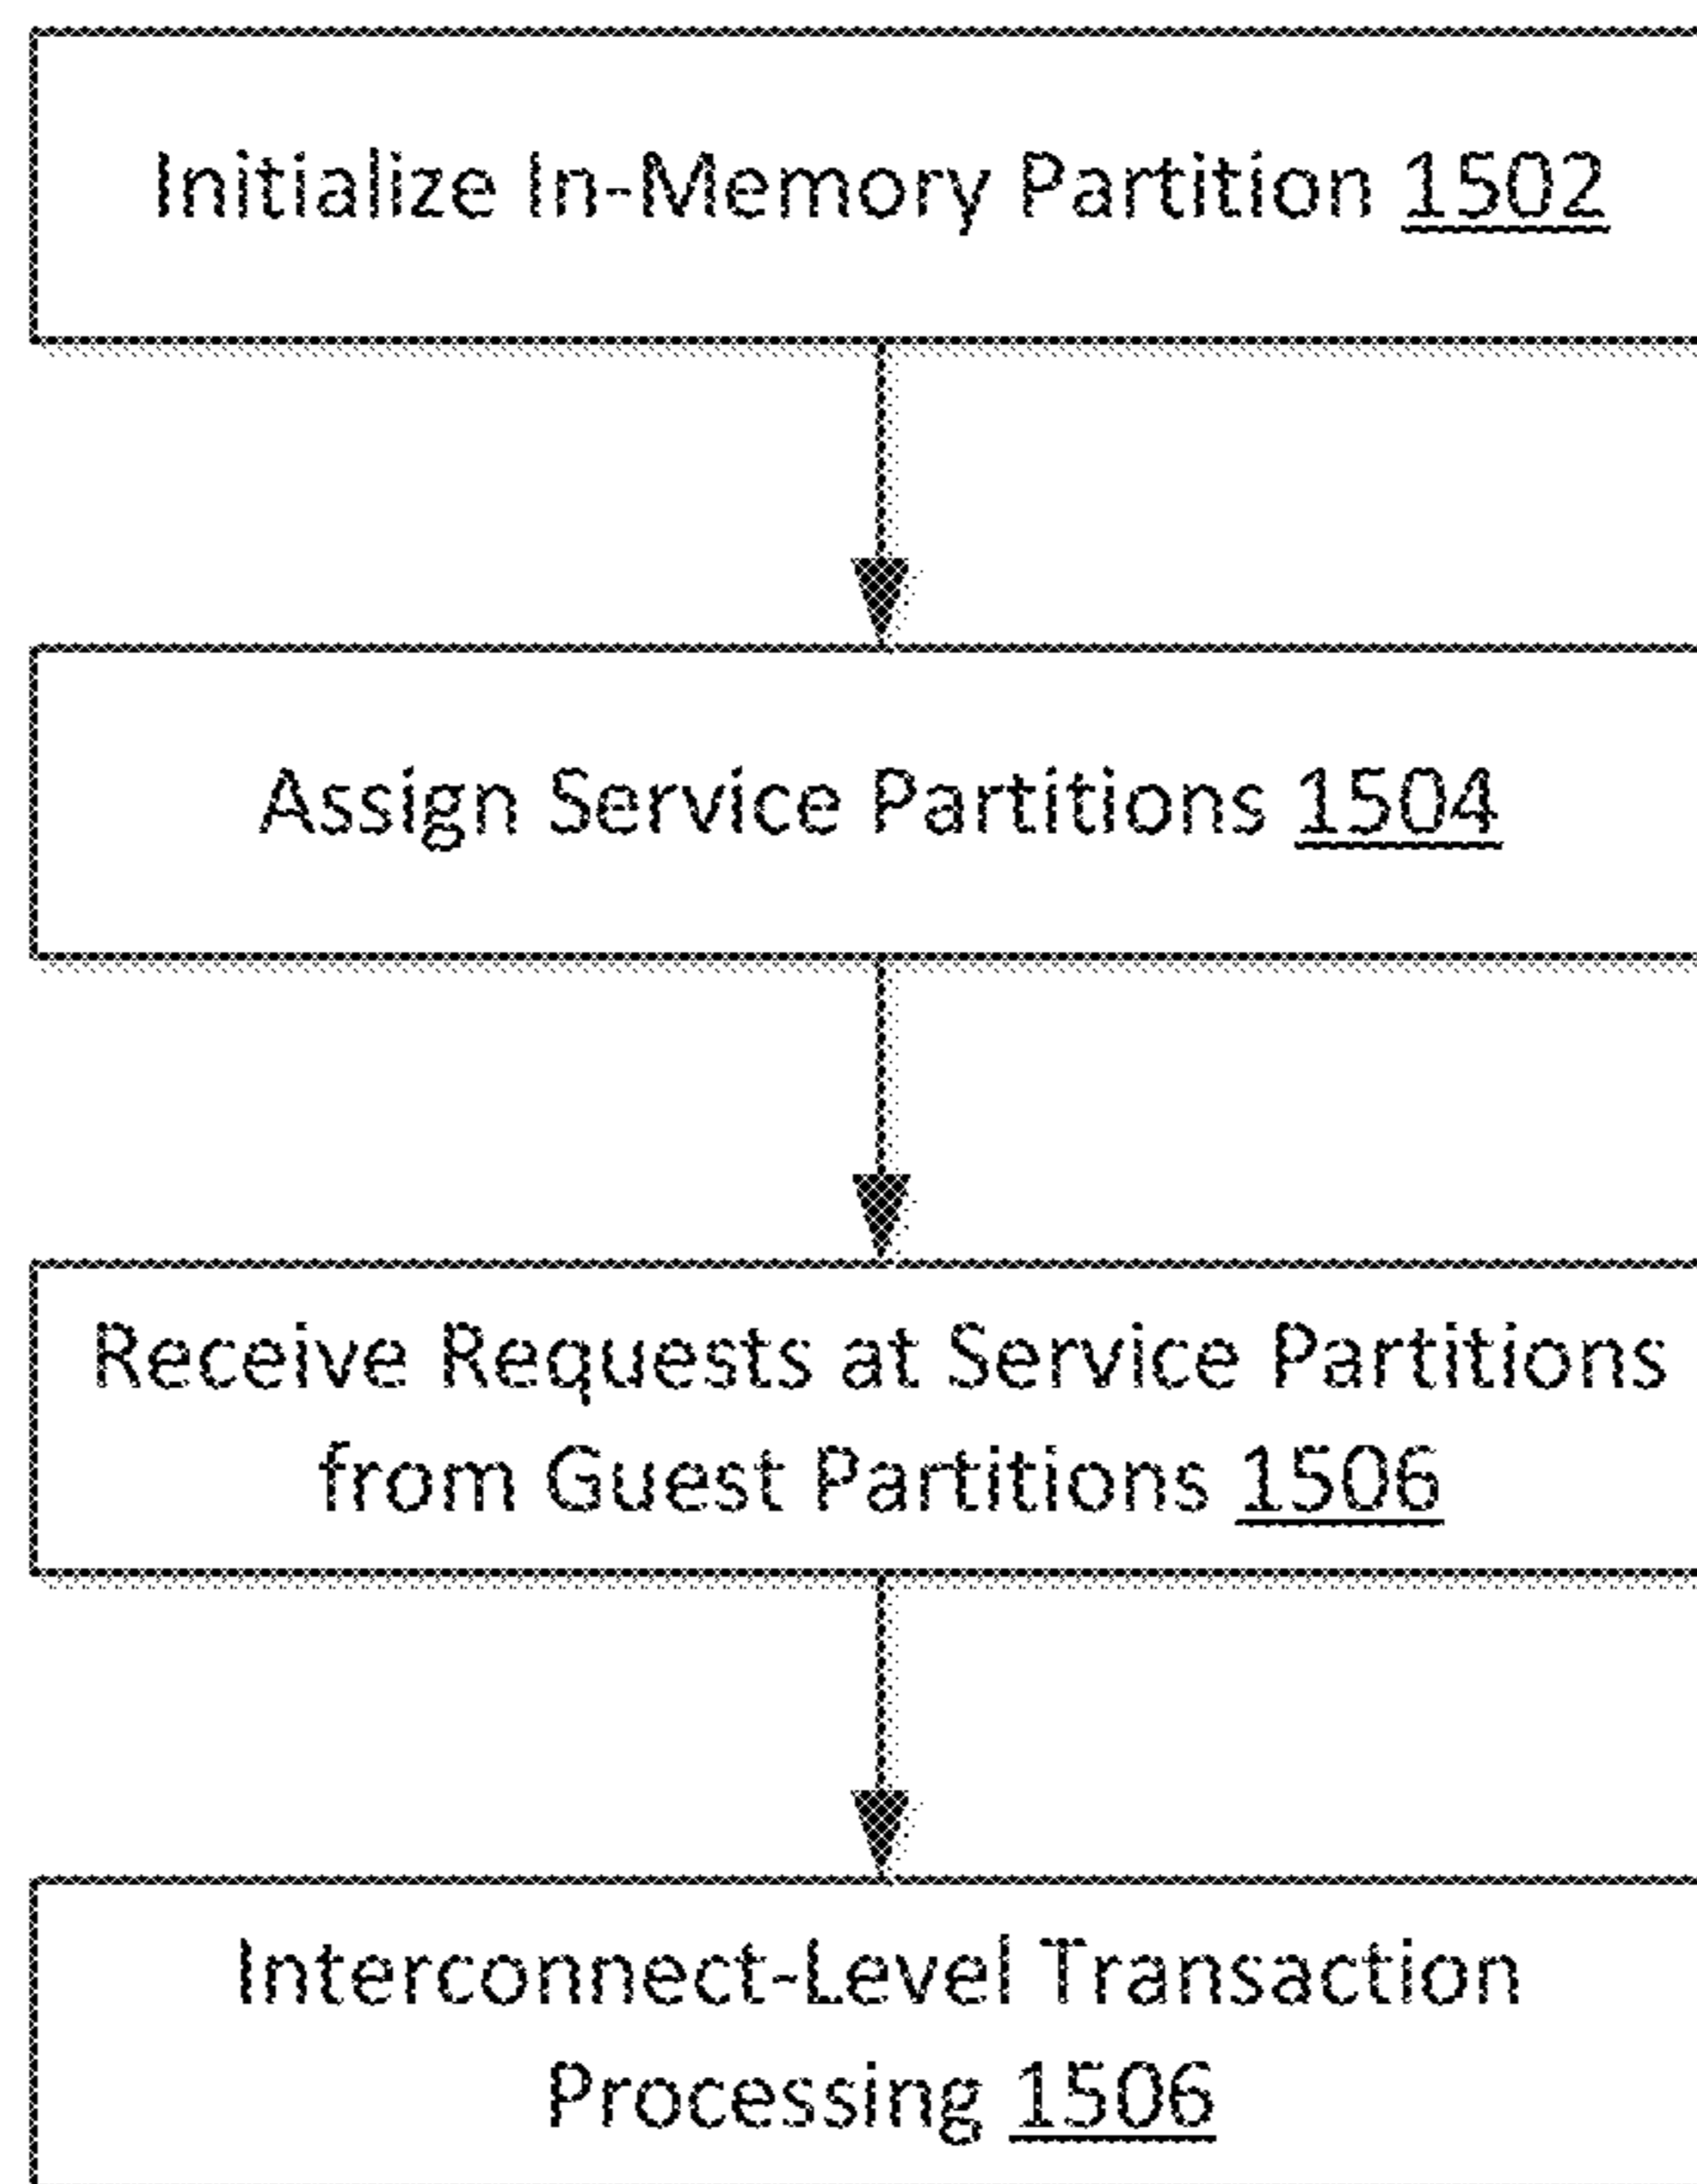 Initialize In-Memory Partition 1502
Assign Service Partitions 1504
Receive Requests at Service Partitions
from Guest Partitions 1506
Interconnect-Level Transaction
Processing 1506